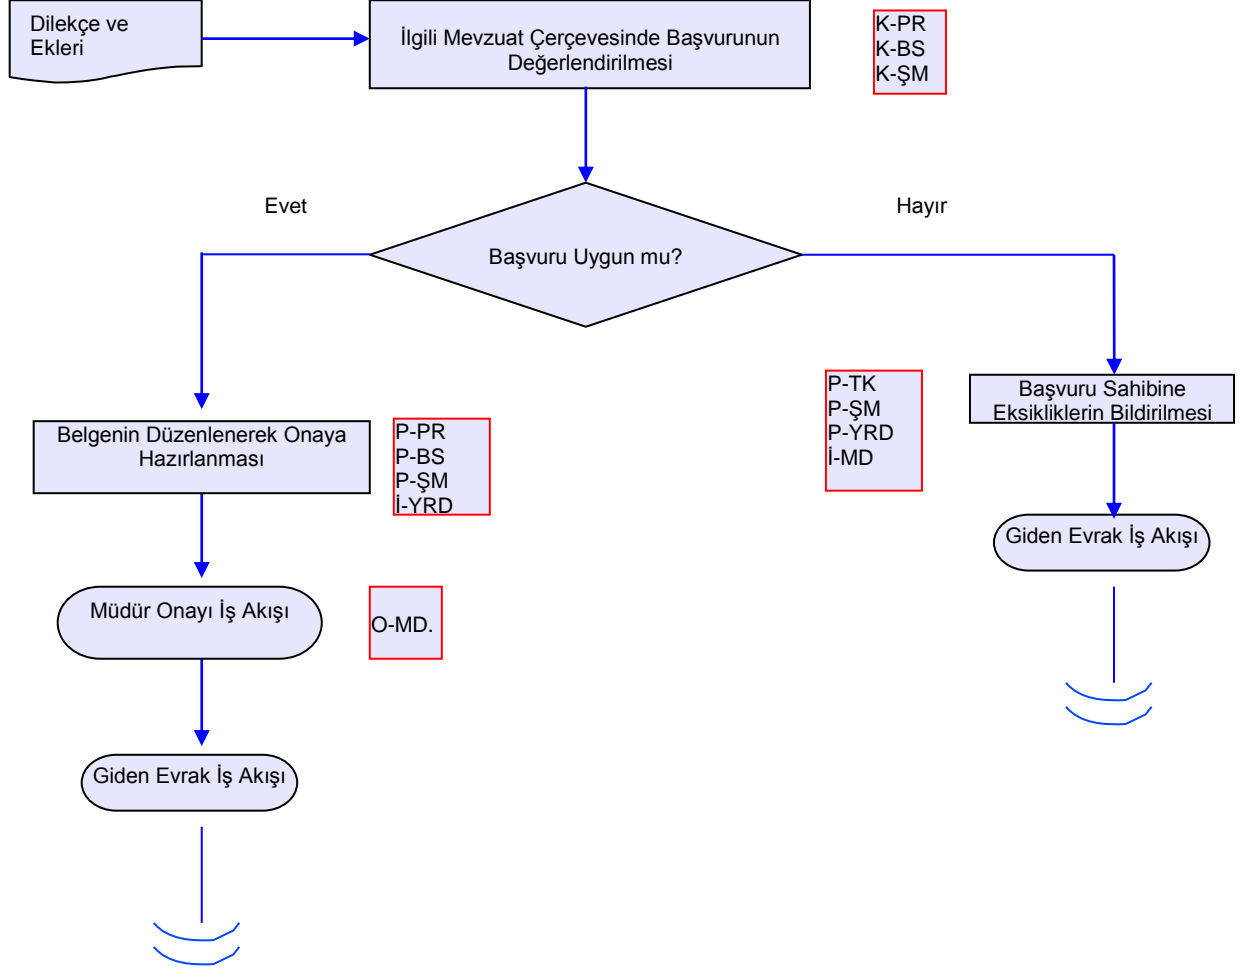 Dilekçe ve
Ekleri
İlgili Mevzuat Çerçevesinde Başvurunun
Değerlendirilmesi
K-PR
K-BS
K-ŞM
Evet
Hayır
Başvuru Uygun mu?
P-TK
P-ŞM
P-YRD
İ-MD
Başvuru Sahibine
Eksikliklerin Bildirilmesi
Belgenin Düzenlenerek Onaya
Hazırlanması
P-PR
P-BS
P-ŞM
İ-YRD
Giden Evrak İş Akışı
Müdür Onayı İş Akışı
O-MD.
Giden Evrak İş Akışı